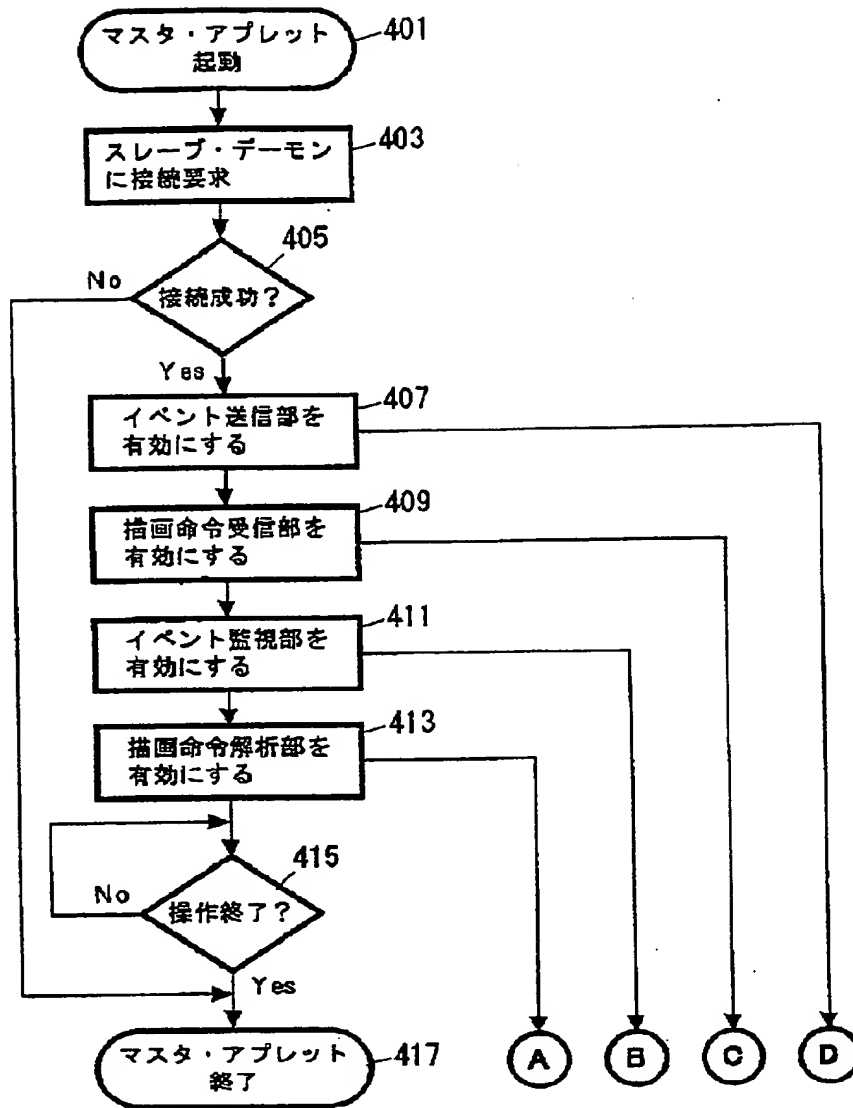 マスタ・アプレット
起動
401
スレーブ・デーモン
に接続要求
403
405
No
接続成功?
Yes
イベント送信部を
有効にする
407
描画命令受信部を
有効にする
409
イベント監視部を
有効にする
411
描画命令解析部を
有効にする
413
415
No
操作終了?
Yes
マスタ・アプレット
終了
417
A
B
C
D